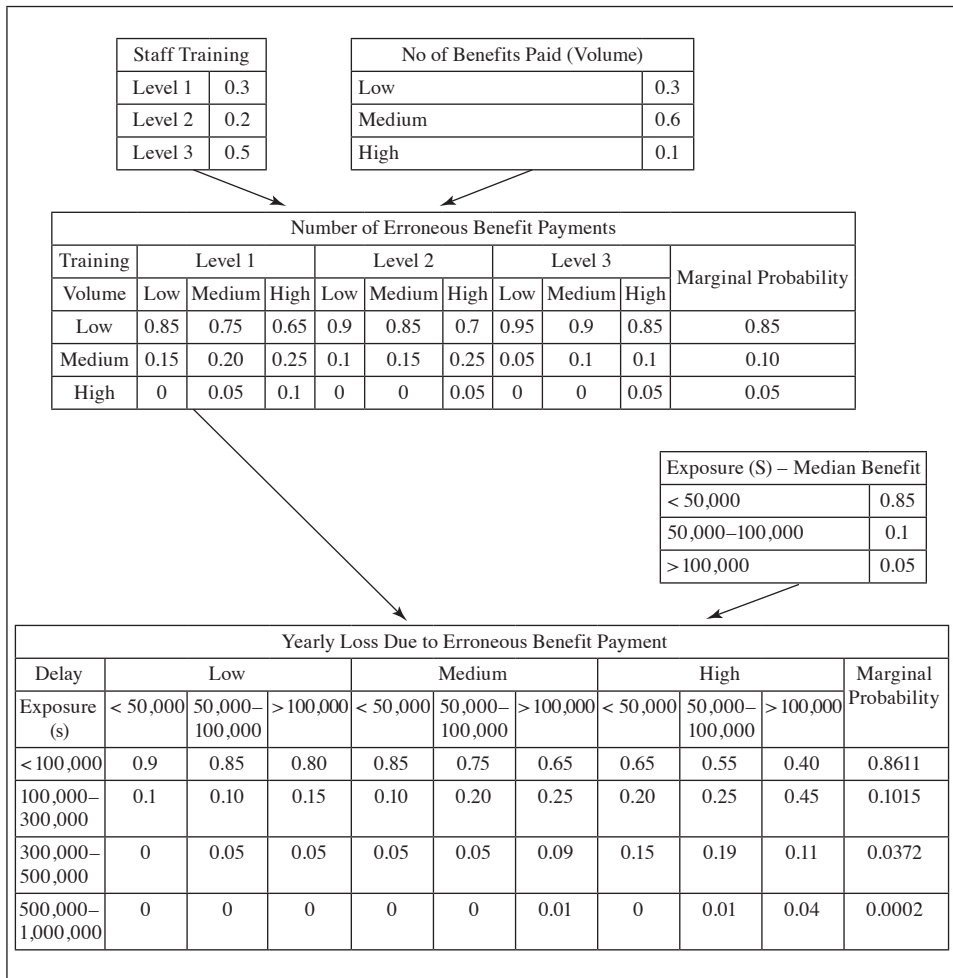 Staff Training
Level 1 0.3
Level 2 0.2
Level 3 0.5
No of Benefits Paid (Volume)
Low 0.3
Medium 0.6
High 0.1
Number of Erroneous Benefit Payments
Training Level 1 Level 2 Level 3 Marginal Probability
Volume Low Medium High Low Medium High Low Medium High
Low 0.85 0.75 0.65 0.9 0.85 0.7 0.95 0.9 0.85 0.85
Medium 0.15 0.20 0.25 0.1 0.15 0.25 0.05 0.1 0.1 0.10
High 0 0.05 0.1 0 0 0.05 0 0 0.05 0.05
Exposure (S) – Median Benefit
< 50,000 0.85
50,000–100,000 0.1
> 100,000 0.05
Yearly Loss Due to Erroneous Benefit Payment
Delay Low Medium High Marginal
Probability
Exposure < 50,000 50,000– > 100,000 < 50,000 50,000– > 100,000 < 50,000 50,000– > 100,000
(s) 100,000 100,000 100,000
< 100,000 0.9 0.85 0.80 0.85 0.75 0.65 0.65 0.55 0.40 0.8611
100,000– 0.1 0.10 0.15 0.10 0.20 0.25 0.20 0.25 0.45 0.1015
300,000
300,000– 0 0.05 0.05 0.05 0.05 0.09 0.15 0.19 0.11 0.0372
500,000
500,000– 0 0 0 0 0 0.01 0 0.01 0.04 0.0002
1,000,000